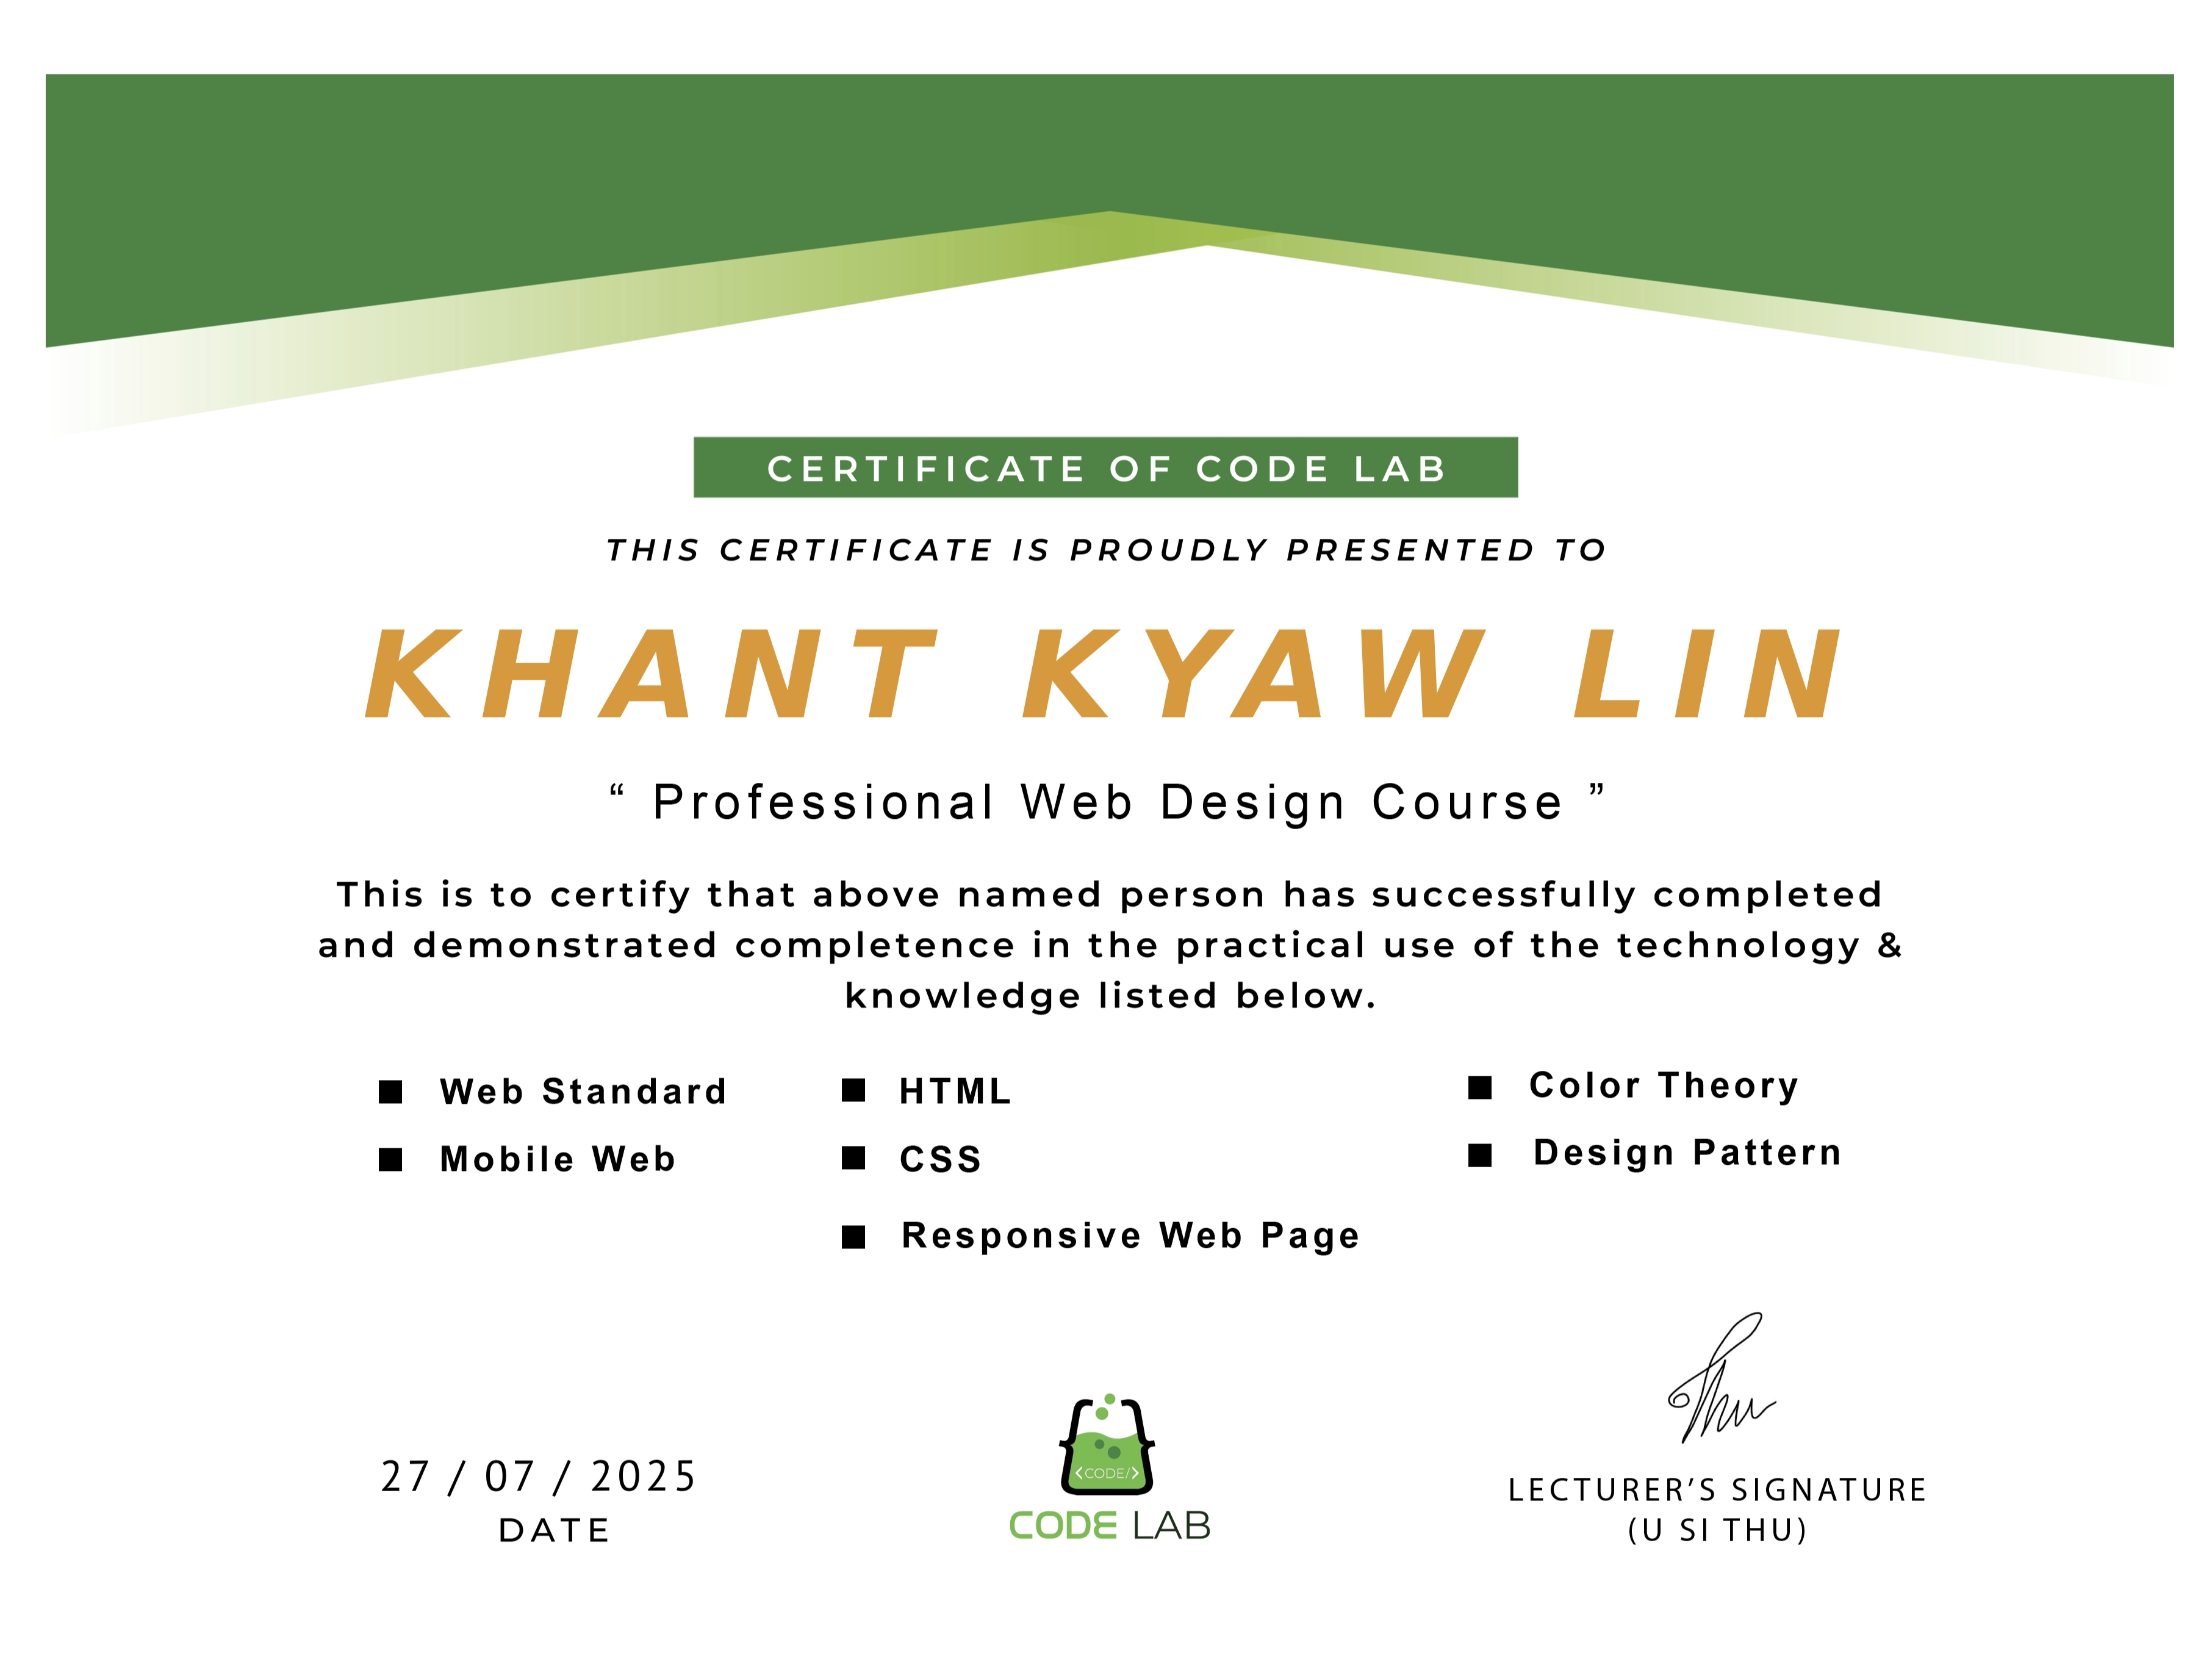 CERTIFICATE OF CODE LAB
THIS CERTIFICATE IS PROUDLY PRESENTED TO
KHANT KYAW LIN
“ Professional Web Design Course ”
This is to certify that above named person has successfully completed
and demonstrated completence in the practical use of the technology &
knowledge listed below.
■ Web Standard
■ Mobile Web
■ HTML
■ CSS
■ Responsive Web Page
■ Color Theory
■ Design Pattern
27 / 07 / 2025
DATE
<CODE/>
CODE LAB
Thu
LECTURER’S SIGNATURE
(U SI THU)